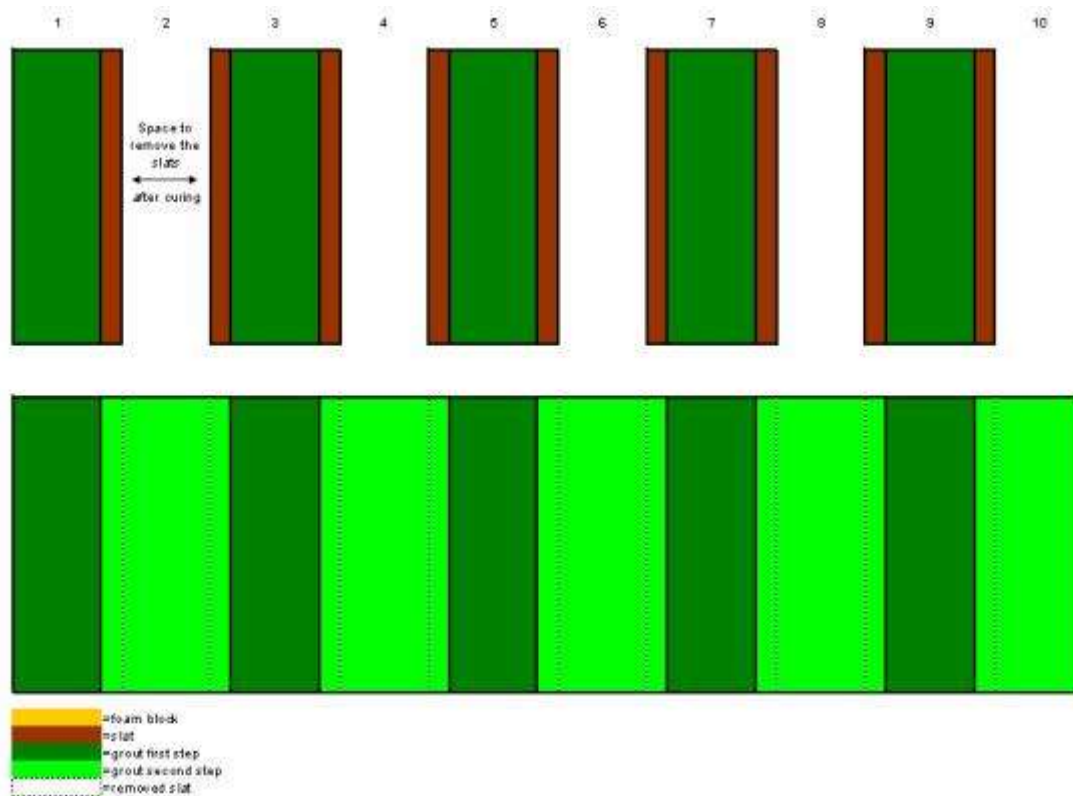 1 2 3 4 5 6 7 8 9 10
Space to
remove the
slats
after curing
=foam block
=slat
=grout first step
=grout second step
=removed slat